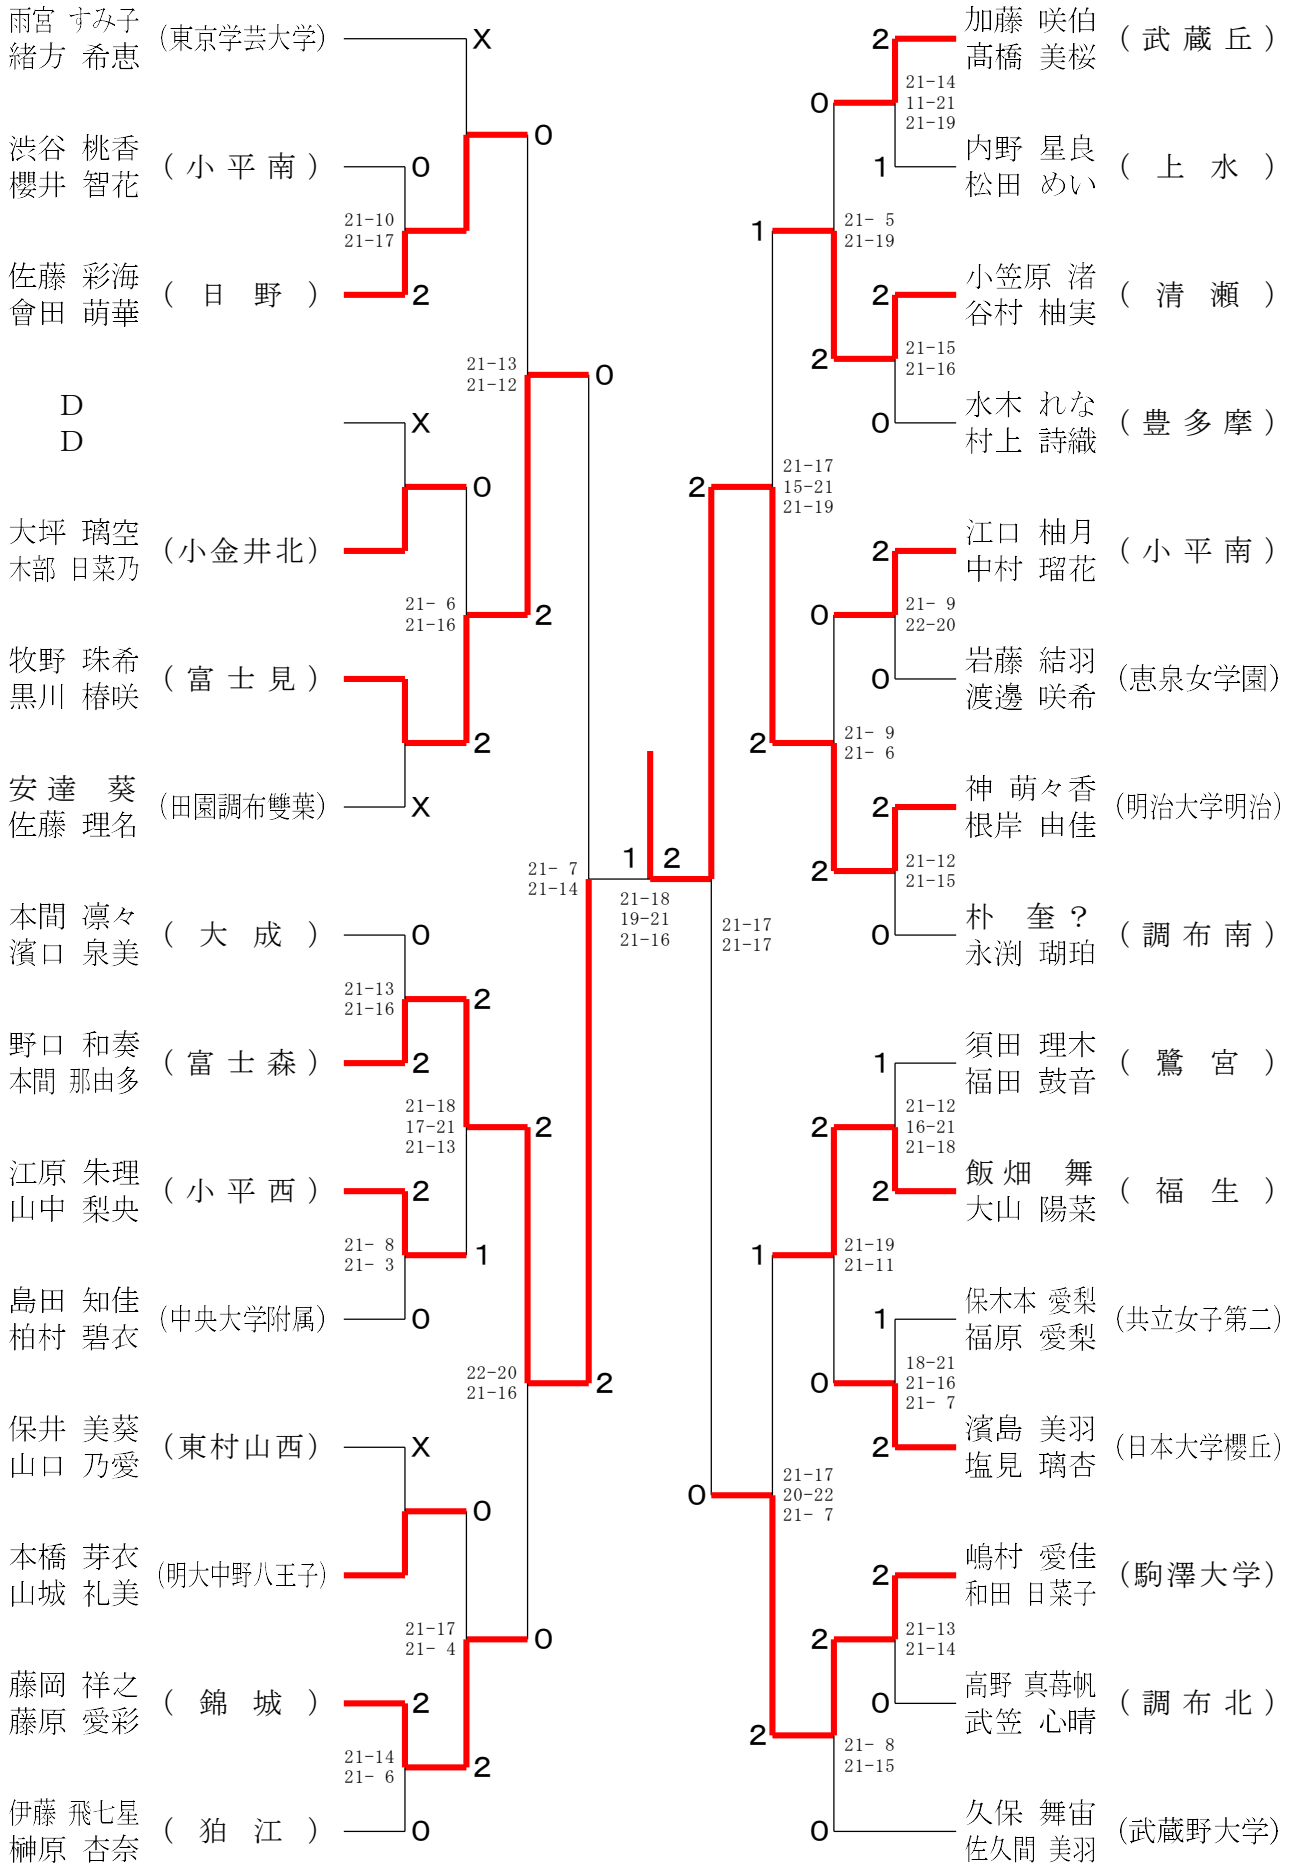 雨宮 すみ子
緒方 希恵
(東京学芸大学)
X
渋谷 桃香
櫻井 智花
(小平南)
0
21-10
21-17
0
佐藤 彩海
會田 萌華
(日野)
2
21-13
21-12
0
D
D
X
大坪 璃空
木部 日菜乃
(小金井北)
0
21- 6
21-16
2
牧野 珠希
黒川 椿咲
(富士見)
2
安達 葵
佐藤 理名
(田園調布雙葉)
X
21- 7
21-14
本間 凛々
濱口 泉美
(大成)
0
21-13
21-16
2
野口 和奏
本間 那由多
(富士森)
2
21-18
17-21
21-13
2
江原 朱理
山中 梨央
(小平西)
2
21- 8
21- 3
1
島田 知佳
柏村 碧衣
(中央大学附属)
0
22-20
21-16
2
保井 美葵
山口 乃愛
(東村山西)
X
0
本橋 芽衣
山城 礼美
(明大中野八王子)
21-17
21- 4
0
藤岡 祥之
藤原 愛彩
(錦城)
2
21-14
21- 6
2
伊藤 飛七星
榊原 杏奈
(狛江)
0
1
2
21-18
19-21
21-16
加藤 咲伯
髙橋 美桜
(武蔵丘)
2
21-14
11-21
21-19
0
内野 星良
松田 めい
(上水)
1
21- 5
21-19
1
小笠原 渚
谷村 柚実
(清瀬)
2
21-15
21-16
2
水木 れな
村上 詩織
(豊多摩)
0
21-17
15-21
21-19
2
江口 柚月
中村 瑠花
(小平南)
2
21- 9
22-20
0
岩藤 結羽
渡邊 咲希
(恵泉女学園)
0
21- 9
21- 6
2
神 萌々香
根岸 由佳
(明治大学明治)
2
21-12
21-15
2
朴 奎?
永渕 瑚珀
(調布南)
0
21-17
21-17
須田 理木
福田 鼓音
(鷺宮)
1
21-12
16-21
21-18
2
飯畑 舞
大山 陽菜
(福生)
2
21-19
21-11
1
保木本 愛梨
福原 愛梨
(共立女子第二)
1
18-21
21-16
21- 7
0
濱島 美羽
塩見 璃杏
(日本大学櫻丘)
2
21-17
20-22
21- 7
0
嶋村 愛佳
和田 日菜子
(駒澤大学)
2
21-13
21-14
2
高野 真苺帆
武笠 心晴
(調布北)
0
21- 8
21-15
2
久保 舞宙
佐久間 美羽
(武蔵野大学)
0